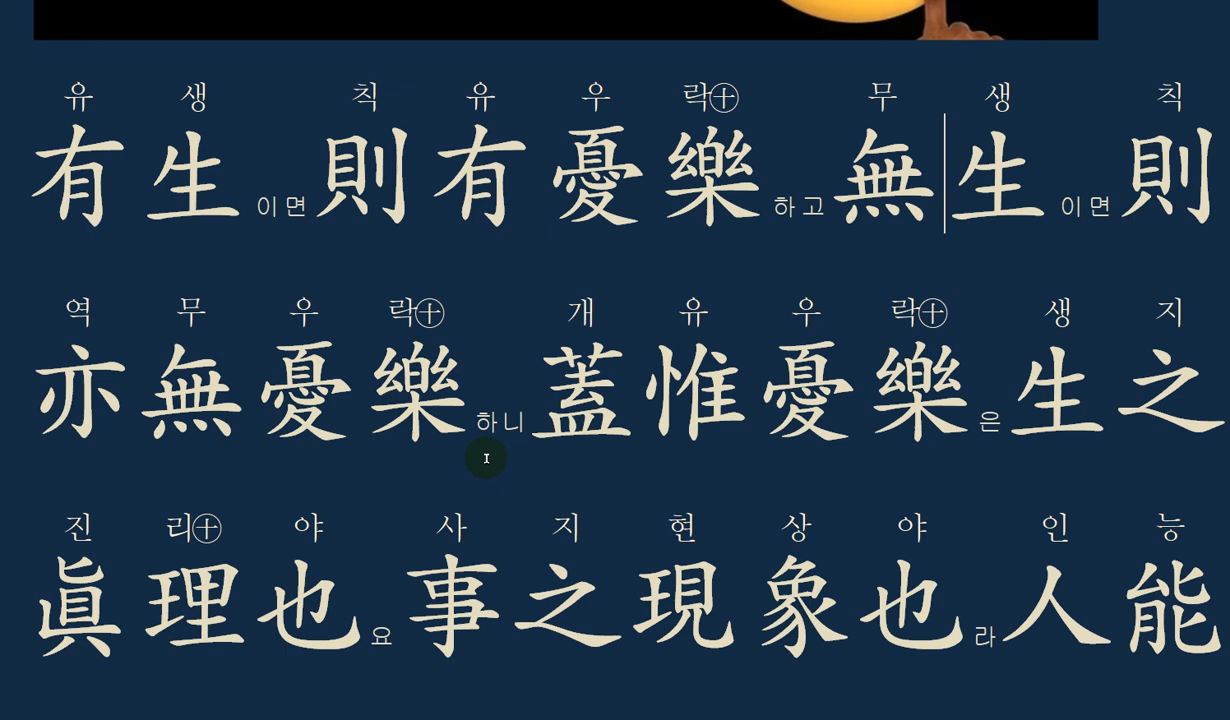 유 생 칙 유 우 락㊉ 무 생 칙
有生이면則有憂樂하고無生이면則
역 무 우 락㊉ 개 유 우 락㊉ 생 지
亦無憂樂하니蓋惟憂樂은生之
진 리㊉ 야 사 지 현 상 야 인 능
眞理也요事之現象也라人能